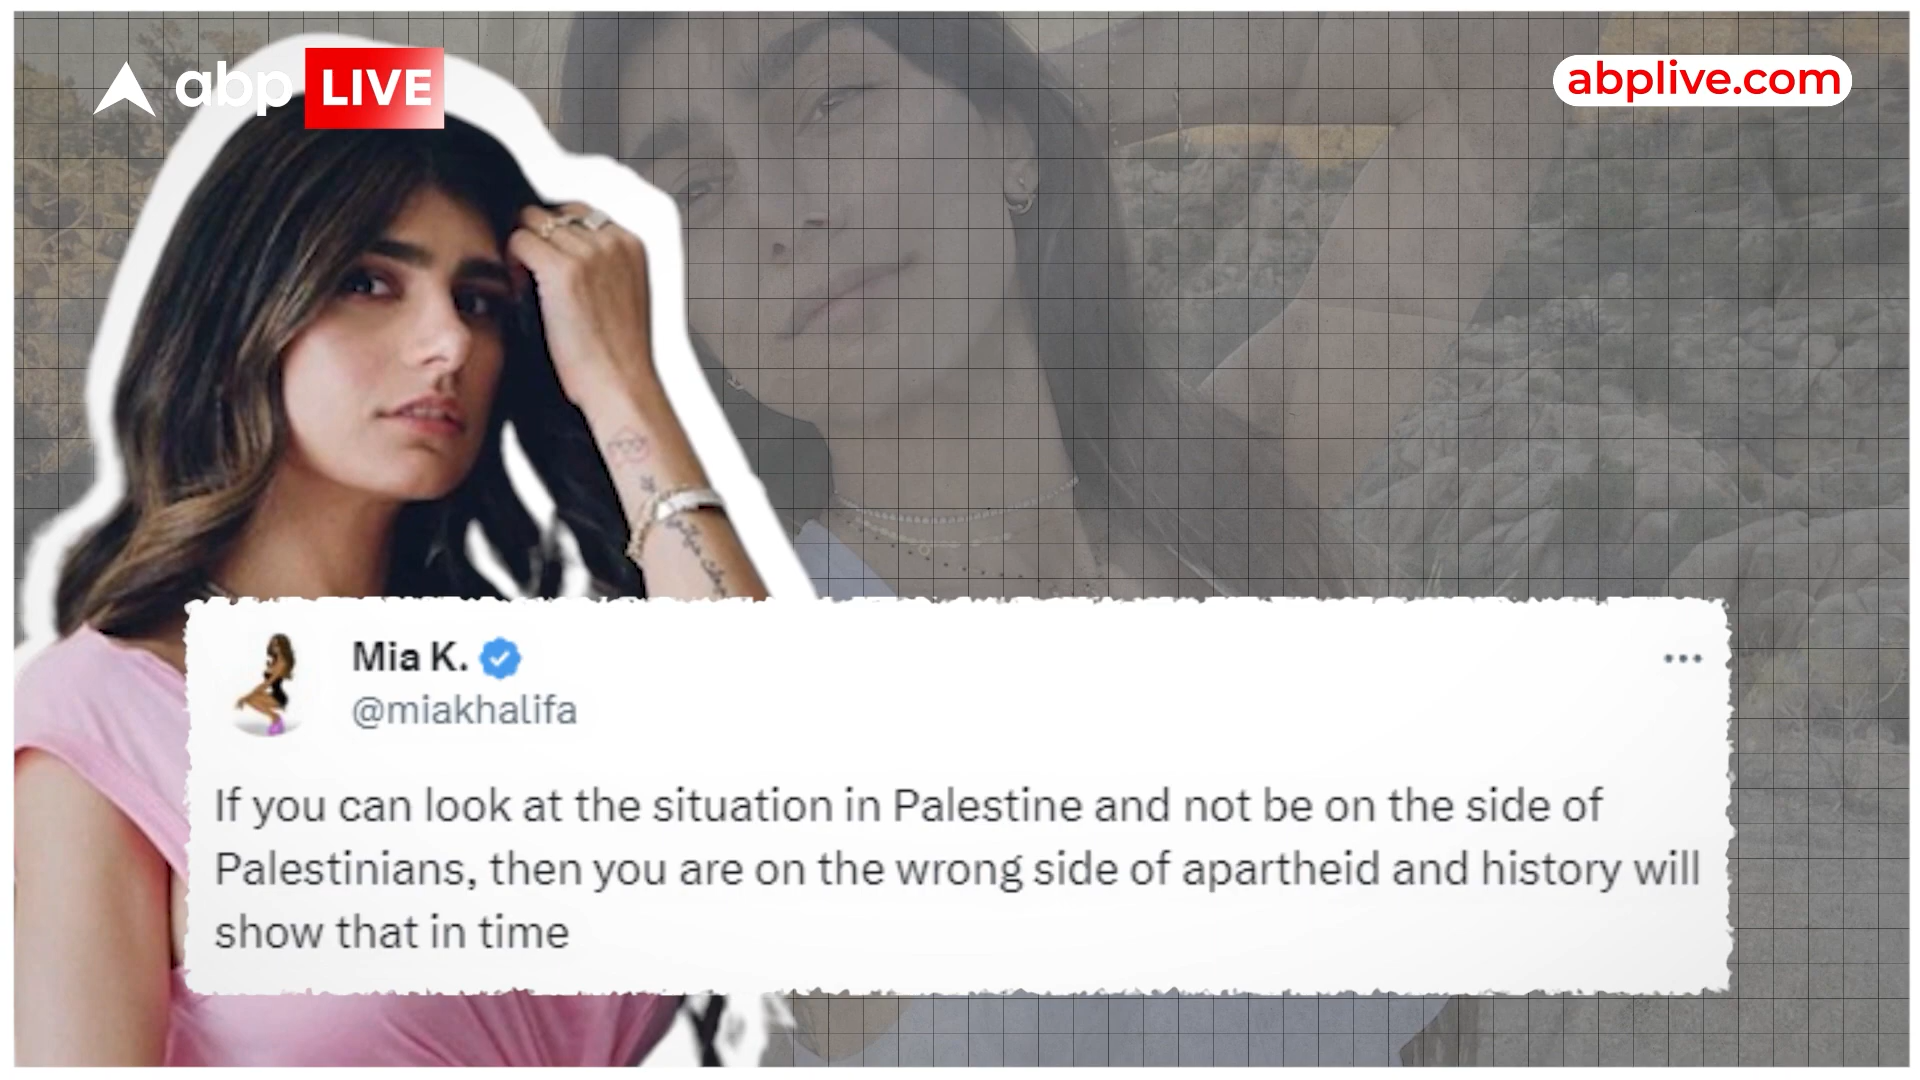 abp LIVE
abplive.com
Mia K.
@miakhalifa
If you can look at the situation in Palestine and not be on the side of
Palestinians, then you are on the wrong side of apartheid and history will
show that in time